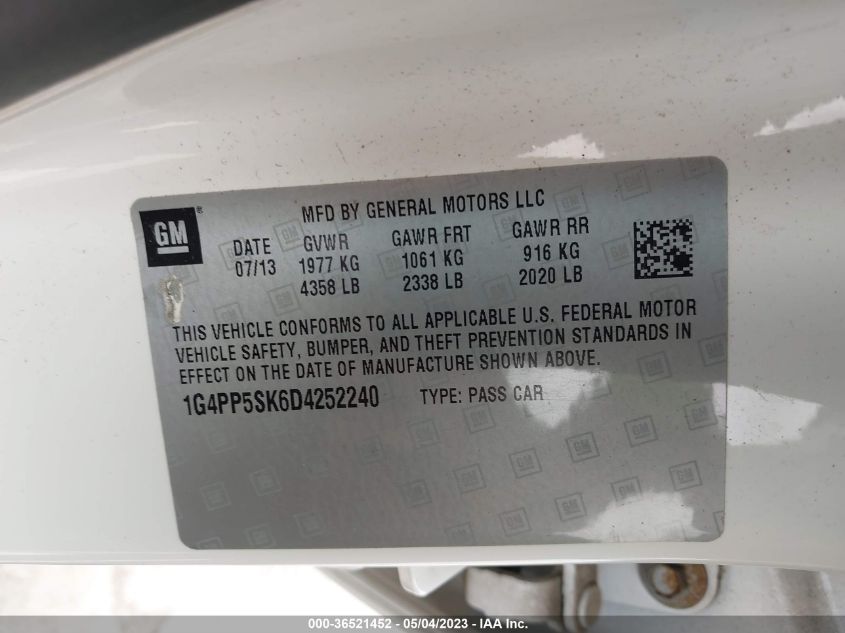 GM ®
MFD BY GENERAL MOTORS LLC
DATE GVWR GAWR FRT GAWR RR
07/13 1977 KG 1061 KG 916 KG
4358 LB 2338 LB 2020 LB
THIS VEHICLE CONFORMS TO ALL APPLICABLE U.S. FEDERAL MOTOR
VEHICLE SAFETY, BUMPER, AND THEFT PREVENTION STANDARDS IN
EFFECT ON THE DATE OF MANUFACTURE SHOWN ABOVE.
1G4PP5SK6D4252240 TYPE: PASS CAR
000-36521452 - 05/04/2023 - IAA Inc.